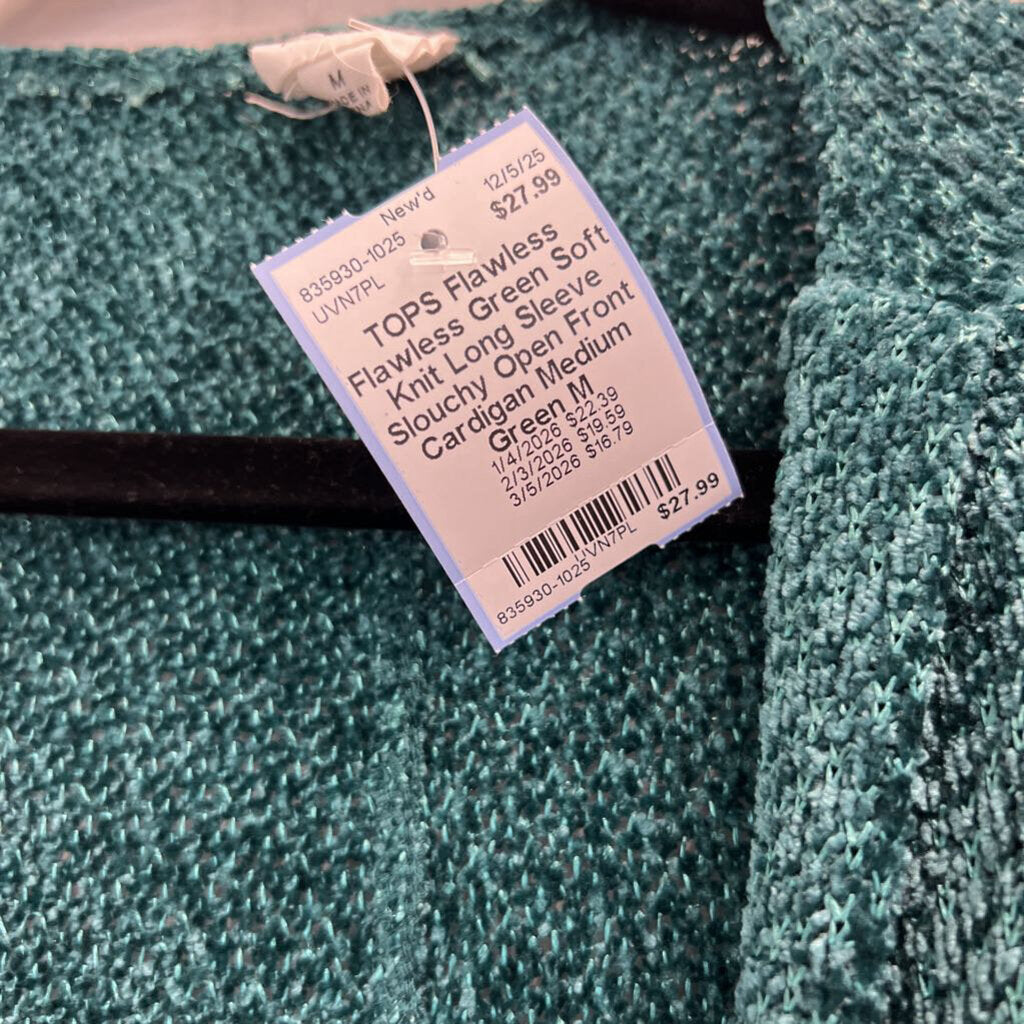 M
New'd
12/5/25
835930-1025
$27.99
UVN7PL
TOPS Flawless
Flawless Green Soft
Knit Long Sleeve
Slouchy Open Front
Cardigan Medium
Green M
1/4/2026 $22.39
2/3/2026 $19.59
3/5/2026 $16.79
UVN7PL
$27.99
835930-1025